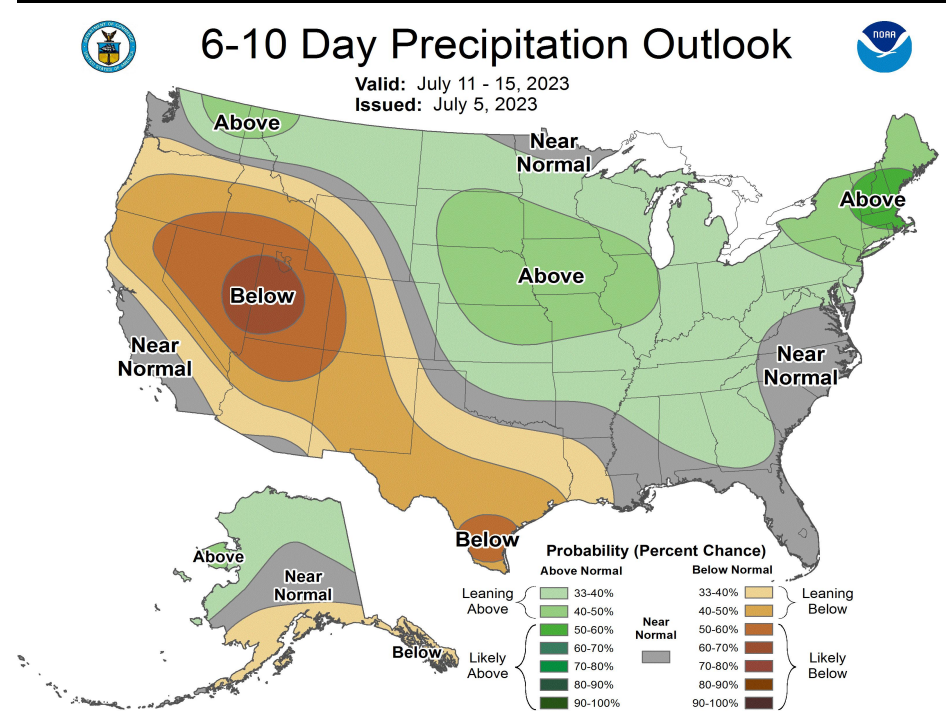 6-10 Day Precipitation Outlook
NOAA
Valid: July 11 - 15, 2023
Issued: July 5, 2023
Above
Near
Normal
Above
Above
Below
Near
Normal
Near
Normal
Below
Above
Near
Normal
Below
Probability (Percent Chance)
Above Normal
Below Normal
Leaning
Above
33-40%
40-50%
Likely
Above
50-60%
60-70%
70-80%
80-90%
90-100%
Near
Normal
33-40%
40-50%
Leaning
Below
50-60%
60-70%
70-80%
80-90%
90-100%
Likely
Below